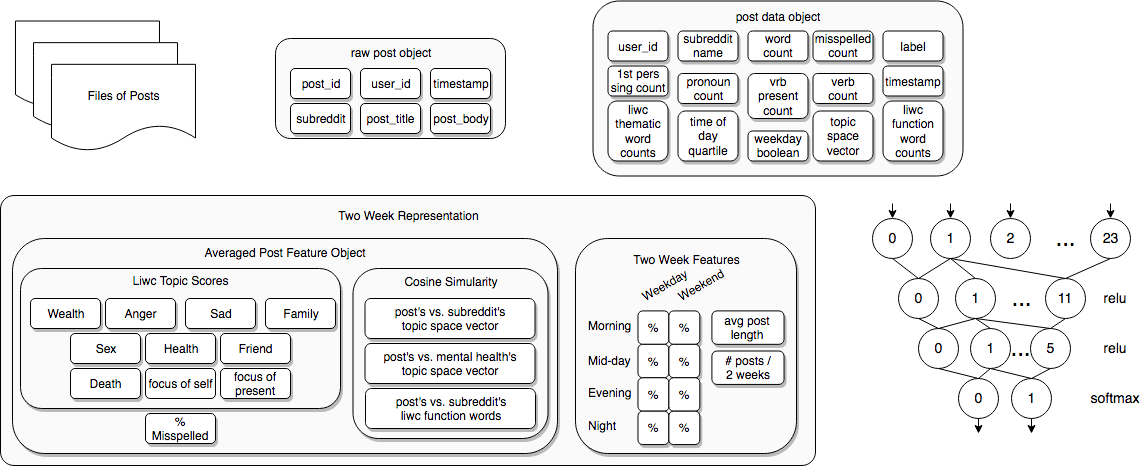 Files of Posts
raw post object
post_id
user_id
timestamp
subreddit
post_title
post_body
post data object
user_id
subreddit
name
word
count
misspelled
count
label
1st pers
sing count
pronoun
count
vrb
present
count
verb
count
timestamp
liwc
thematic
word
counts
time of
day
quartile
weekday
boolean
topic
space
vector
liwc
function
word
counts
Two Week Representation
Averaged Post Feature Object
Liwc Topic Scores
Wealth
Anger
Sad
Family
Sex
Health
Friend
Death
focus of self
focus of
present
%
Misspelled
Cosine Simularity
post's vs. subreddit's
topic space vector
post's vs. mental health's
topic space vector
post's vs. subreddit's
liwc function words
Two Week Features
Weekday
Weekend
Morning % %
Mid-day % %
Evening % %
Night % %
avg post
length
# posts /
2 weeks
0 1 2 ... 23
0 1 ... 11 relu
0 1 ... 5 relu
0 1 softmax